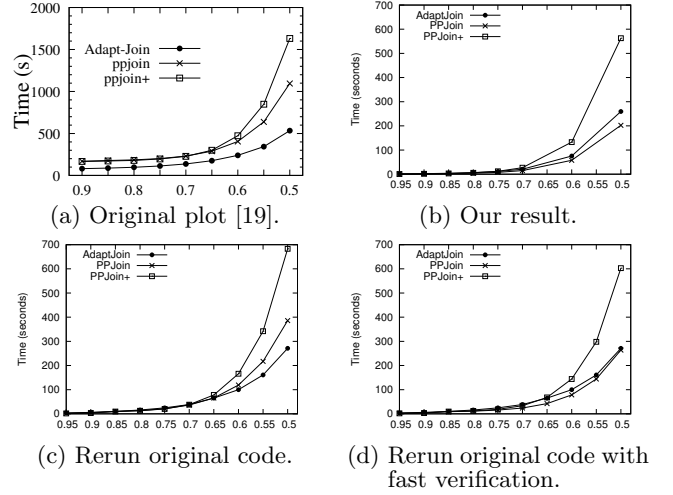 2000
1500
1000
500
0
Time (s)
Adapt-Join
ppjoin
ppjoin+
0.9 0.8 0.7 0.6 0.5
(a) Original plot [19].
700
600
500
400
300
200
100
0
Time (seconds)
AdaptJoin
PPJoin
PPJoin+
0.95 0.9 0.85 0.8 0.75 0.7 0.65 0.6 0.55 0.5
(b) Our result.
700
600
500
400
300
200
100
0
Time (seconds)
AdaptJoin
PPJoin
PPJoin+
0.95 0.9 0.85 0.8 0.75 0.7 0.65 0.6 0.55 0.5
(c) Rerun original code.
700
600
500
400
300
200
100
0
Time (seconds)
AdaptJoin
PPJoin
PPJoin+
0.95 0.9 0.85 0.8 0.75 0.7 0.65 0.6 0.55 0.5
(d) Rerun original code with
fast verification.